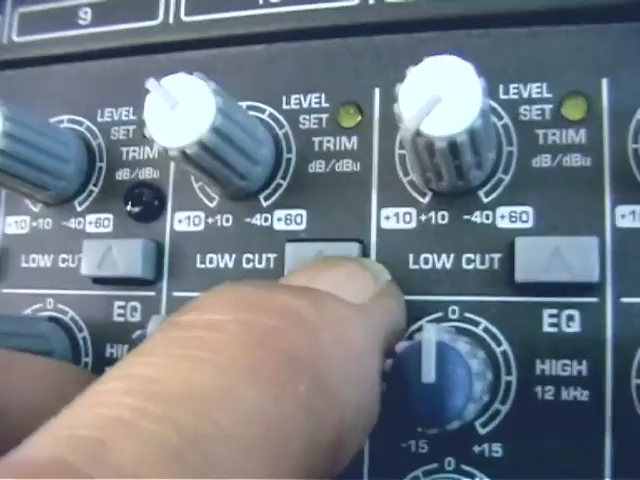 9
LEVEL
SET
TRIM
dB/dBu
+10 +10 -40 +60
LOW CUT
0
EQ
LEVEL
SET
TRIM
dB/dBu
+10 +10 -40 +60
LOW CUT
LEVEL
SET
TRIM
dB/dBu
+10 +10 -40 +60
LOW CUT
0
EQ
HIGH
12 kHz
-15 +15
0